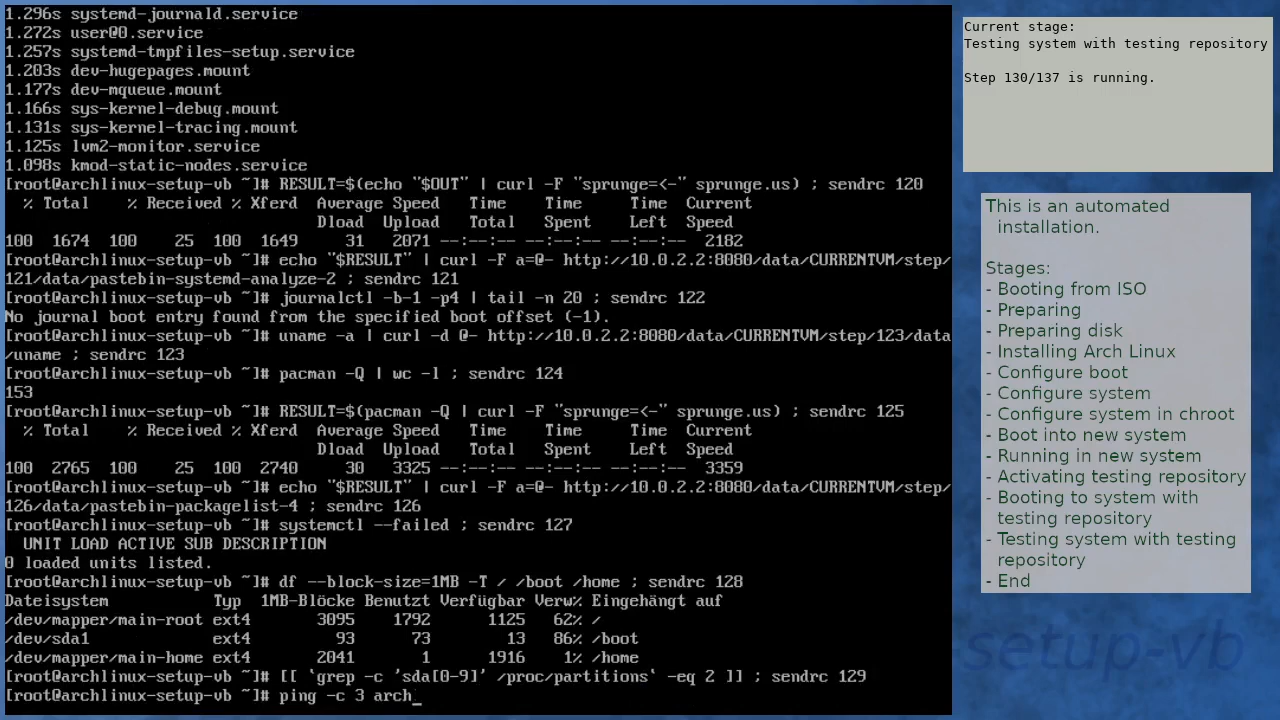 1.296s systemd-journald.service
1.272s user@0.service
1.257s systemd-tmpfiles-setup.service
1.203s dev-hugepages.mount
1.177s dev-mqueue.mount
1.166s sys-kernel-debug.mount
1.131s sys-kernel-tracing.mount
1.125s lvm2-monitor.service
1.098s kmod-static-nodes.service
[root@archlinux-setup-vb ~]# RESULT=$(echo "$OUT" | curl -F "sprunge=<-" sprunge.us) ; sendrc 120
  % Total    % Received % Xferd  Average Speed   Time    Time     Time  Current
                                 Dload  Upload   Total   Spent    Left  Speed
100  1674  100    25  100  1649     31   2071 --:--:-- --:--:-- --:--:--  2182
[root@archlinux-setup-vb ~]# echo "$RESULT" | curl -F a=@- http://10.0.2.2:8080/data/CURRENTVM/step/
121/data/pastebin-systemd-analyze-2 ; sendrc 121
[root@archlinux-setup-vb ~]# journalctl -b-1 -p4 | tail -n 20 ; sendrc 122
No journal boot entry found from the specified boot offset (-1).
[root@archlinux-setup-vb ~]# uname -a | curl -d @- http://10.0.2.2:8080/data/CURRENTVM/step/123/data
/uname ; sendrc 123
[root@archlinux-setup-vb ~]# pacman -Q | wc -l ; sendrc 124
153
[root@archlinux-setup-vb ~]# RESULT=$(pacman -Q | curl -F "sprunge=<-" sprunge.us) ; sendrc 125
  % Total    % Received % Xferd  Average Speed   Time    Time     Time  Current
                                 Dload  Upload   Total   Spent    Left  Speed
100  2765  100    25  100  2740     30   3325 --:--:-- --:--:-- --:--:--  3359
[root@archlinux-setup-vb ~]# echo "$RESULT" | curl -F a=@- http://10.0.2.2:8080/data/CURRENTVM/step/
126/data/pastebin-packagelist-4 ; sendrc 126
[root@archlinux-setup-vb ~]# systemctl --failed ; sendrc 127
  UNIT LOAD ACTIVE SUB DESCRIPTION
0 loaded units listed.
[root@archlinux-setup-vb ~]# df --block-size=1MB -T / /boot /home ; sendrc 128
Dateisystem           Typ  1MB-Blöcke Benutzt Verfügbar Verw% Eingehängt auf
/dev/mapper/main-root ext4       3095    1792      1125   62% /
/dev/sda1             ext4         93      73        13   86% /boot
/dev/mapper/main-home ext4       2041       1      1916    1% /home
[root@archlinux-setup-vb ~]# [[ `grep -c 'sda[0-9]' /proc/partitions` -eq 2 ]] ; sendrc 129
[root@archlinux-setup-vb ~]# ping -c 3 arch_
Current stage:
Testing system with testing repository
Step 130/137 is running.
This is an automated
installation.
Stages:
- Booting from ISO
- Preparing
- Preparing disk
- Installing Arch Linux
- Configure boot
- Configure system
- Configure system in chroot
- Boot into new system
- Running in new system
- Activating testing repository
- Booting to system with
testing repository
- Testing system with testing
repository
- End
setup-vb